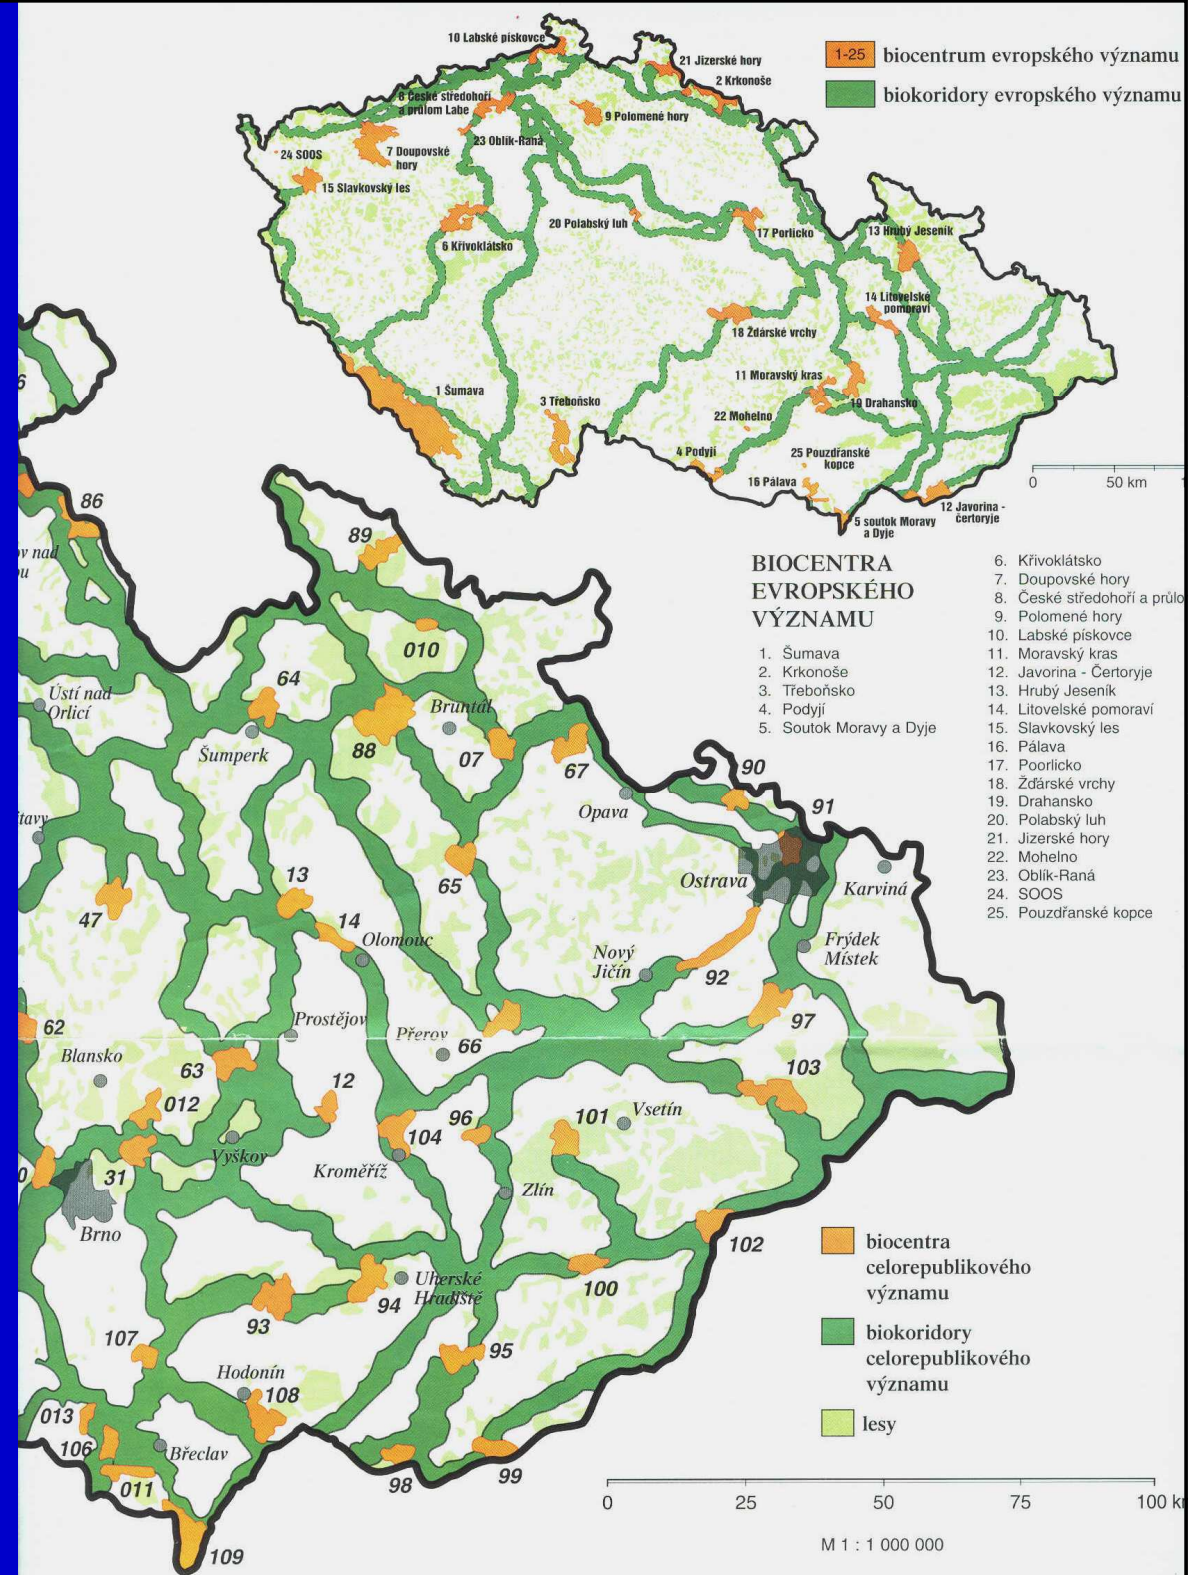 10 Labské pískovce
21 Jizerské hory
2 Krkonoše
8 České středohoří
a průlom Labe
9 Polomené hory
23 Oblík-Raná
24 SOOS
7 Doupovské
hory
15 Slavkovský les
20 Polabský luh
6 Křivoklátsko
17 Porlicko
13 Hrubý Jeseník
14 Litovelské
pomoraví
18 Žďárské vrchy
11 Moravský kras
1 Šumava
3 Třeboňsko
19 Drahansko
22 Mohelno
4 Podyjí
25 Pouzdřanské
kopce
16 Pálava
12 Javorina -
čertoryje
5 soutok Moravy
a Dyje
1-25 biocentrum evropského významu
biokoridory evropského významu
0 50 km
BIOCENTRA
EVROPSKÉHO
VÝZNAMU
1. Šumava
2. Krkonoše
3. Třeboňsko
4. Podyjí
5. Soutok Moravy a Dyje
6. Křivoklátsko
7. Doupovské hory
8. České středohoří a průlo
9. Polomené hory
10. Labské pískovce
11. Moravský kras
12. Javorina - Čertoryje
13. Hrubý Jeseník
14. Litovelské pomoraví
15. Slavkovský les
16. Pálava
17. Poorlicko
18. Žďárské vrchy
19. Drahansko
20. Polabský luh
21. Jizerské hory
22. Mohelno
23. Oblík-Raná
24. SOOS
25. Pouzdřanské kopce
86
89
010
64
Ústí nad
Orlicí
Šumperk
88
Bruntál
07
67
90
91
Opava
Ostrava
Karviná
65
47
13
14
Olomouc
Nový
Jičín
92
Frýdek
Místek
97
62
Prostějov
Přerov
66
Blansko
63
012
12
103
96
101
Vsetín
104
Vyškov
Kroměříž
31
Zlín
Brno
102
Uherské
Hradiště
94
93
100
107
95
Hodonín
108
013
106
Břeclav
011
98
99
109
biocentra
celorepublikového
významu
biokoridory
celorepublikového
významu
lesy
0 25 50 75 100 k
M 1 : 1 000 000